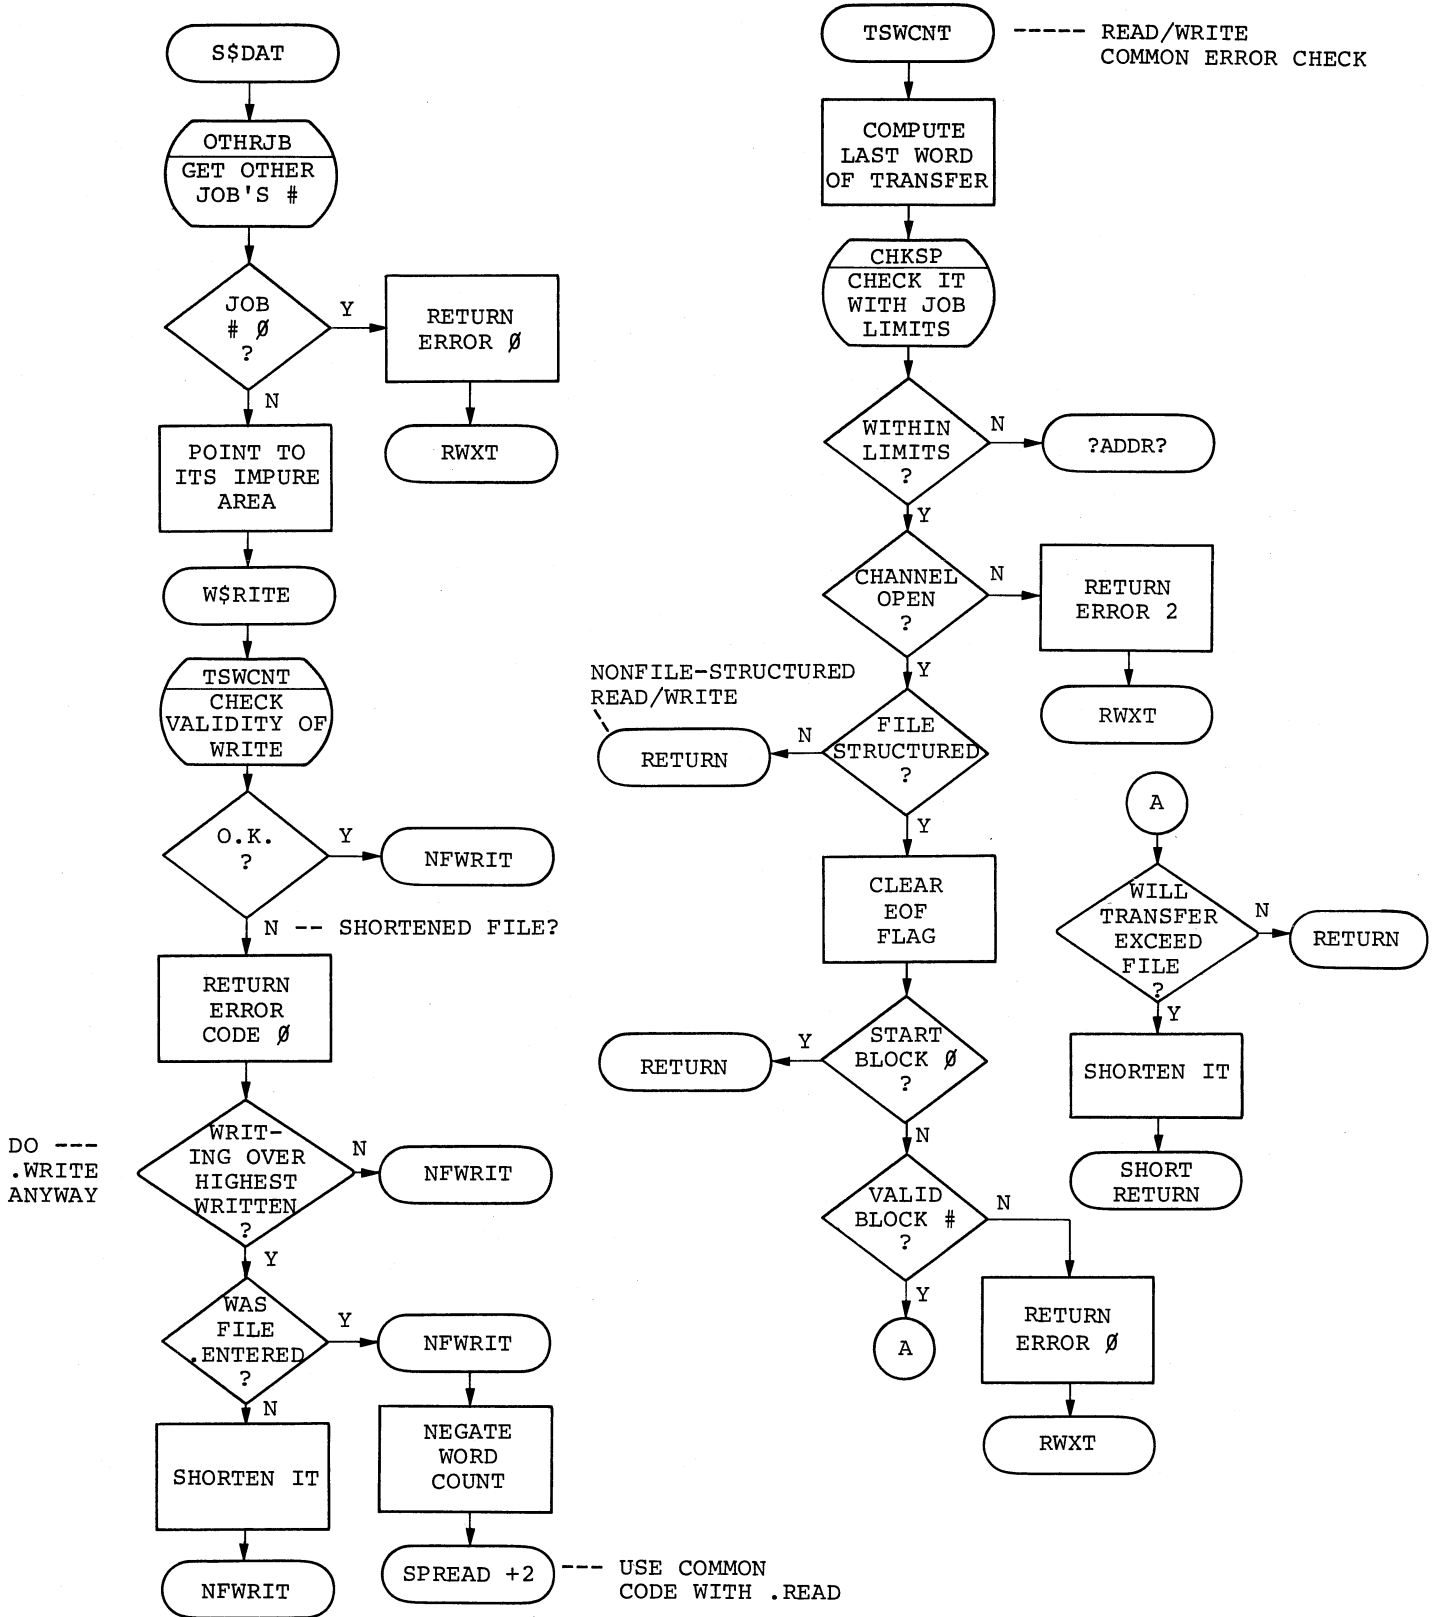 S$DAT
OTHRJB
GET OTHER
JOB'S #
JOB
# Ø
?
Y
RETURN
ERROR Ø
RWXT
N
POINT TO
ITS IMPURE
AREA
W$RITE
TSWCNT
CHECK
VALIDITY OF
WRITE
O.K.
?
Y
NFWRIT
N -- SHORTENED FILE?
RETURN
ERROR
CODE Ø
DO ---
.WRITE
ANYWAY
WRIT-
ING OVER
HIGHEST
WRITTEN
?
N
NFWRIT
Y
WAS
FILE
.ENTERED
?
Y
NFWRIT
N
SHORTEN IT
NFWRIT
NEGATE
WORD
COUNT
SPREAD +2
--- USE COMMON
CODE WITH .READ
TSWCNT
----- READ/WRITE
COMMON ERROR CHECK
COMPUTE
LAST WORD
OF TRANSFER
CHKSP
CHECK IT
WITH JOB
LIMITS
WITHIN
LIMITS
?
N
?ADDR?
Y
CHANNEL
OPEN
?
N
RETURN
ERROR 2
RWXT
Y
NONFILE-STRUCTURED
READ/WRITE
FILE
STRUCTURED
?
N
RETURN
Y
CLEAR
EOF
FLAG
START
BLOCK Ø
?
Y
RETURN
N
VALID
BLOCK #
?
N
RETURN
ERROR Ø
RWXT
Y
A
A
WILL
TRANSFER
EXCEED
FILE
?
N
RETURN
Y
SHORTEN IT
SHORT
RETURN